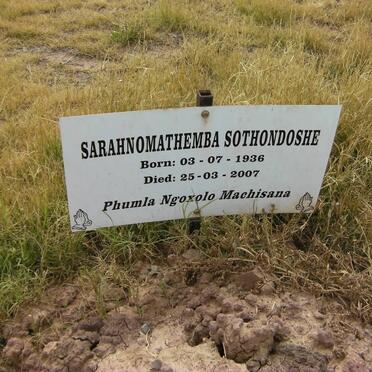 SARAHNOMATHEMBA SOTHONDOSHE
Born: 03 - 07 - 1936
Died: 25 - 03 - 2007
Phumla Ngoxolo Machisana